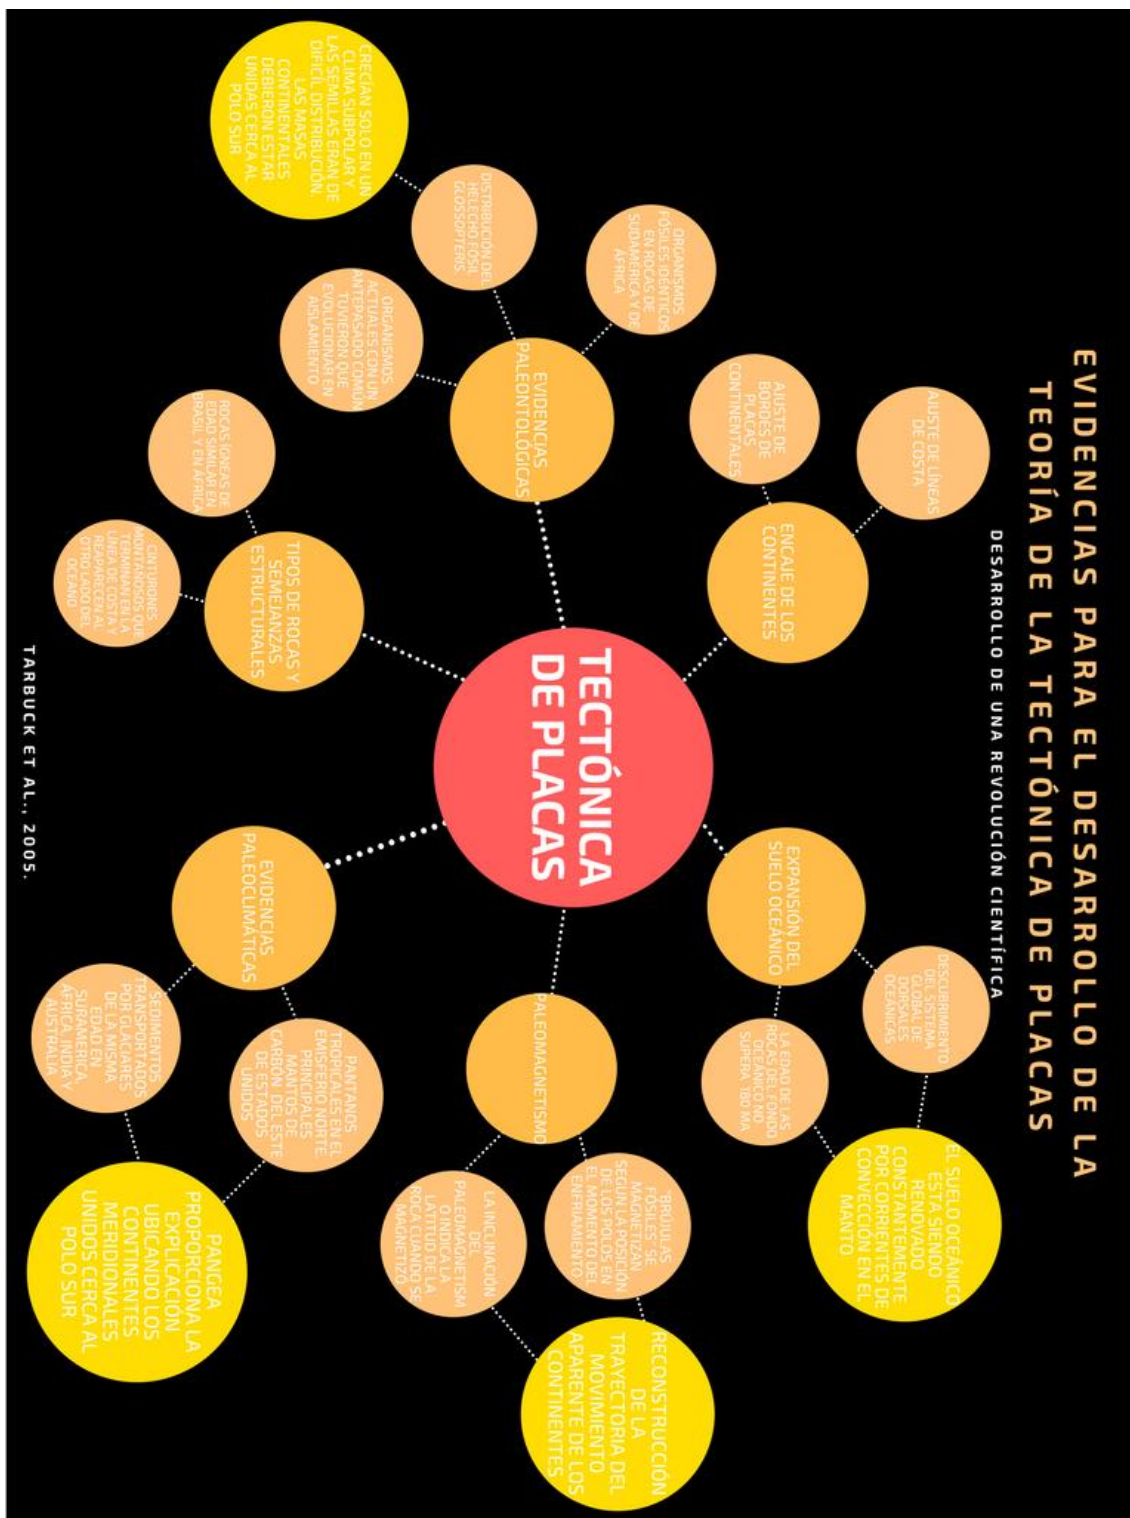 EVIDENCIAS PARA EL DESARROLLO DE LA
TEORÍA DE LA TECTÓNICA DE PLACAS
DESARROLLO DE UNA REVOLUCIÓN CIENTÍFICA
TECTÓNICA
DE PLACAS
ENCAJE DE LOS
CONTINENTES
AJUSTE DE LÍNEAS
DE COSTA
AJUSTE DE
BORDES DE
PLACAS
CONTINENTALES
EVIDENCIAS
PALEONTOLÓGICAS
ORGANISMOS
FÓSILES IDÉNTICOS
EN ROCAS DE
SUDAMÉRICA Y DE
ÁFRICA
DISTRIBUCIÓN DEL
HELECHO FÓSIL
GLOSSOPTERIS.
CRECÍAN SOLO EN UN
CLIMA SUBPOLAR Y
LAS SEMILLAS ERAN DE
DIFÍCIL DISTRIBUCIÓN.
LAS MASAS
CONTINENTALES
DEBIERON ESTAR
UNIDAS CERCA AL
POLO SUR
ORGANISMOS
ACTUALES CON UN
ANTEPASADO COMÚN
TUVIERON QUE
EVOLUCIONAR EN
AISLAMIENTO
TIPOS DE ROCAS Y
SEMEJANZAS
ESTRUCTURALES
ROCAS ÍGNEAS DE
EDAD SIMILAR EN
BRASIL Y EN ÁFRICA
CINTURONES
MONTAÑOSOS QUE
TERMINAN EN LA
LÍNEA DE COSTA Y
REAPARECEN AL
OTRO LADO DEL
OCEANO
EXPANSIÓN DEL
SUELO OCEÁNICO
DESCUBRIMIENTO
DEL SISTEMA
GLOBAL DE
DORSALES
OCEÁNICAS
LA EDAD DE LAS
ROCAS DEL FONDO
OCEÁNICO NO
SUPERA 180 MA
EL SUELO OCEÁNICO
ESTA SIENDO
RENOVADO
CONSTANTEMENTE
POR CORRIENTES DE
CONVECCIÓN EN EL
MANTO
PALEOMAGNETISMO
"BRÚJULAS
FÓSILES" SE
MAGNETIZAN
SEGÚN LA POSICIÓN
DE LOS POLOS EN
EL MOMENTO DEL
ENFRIAMIENTO
LA INCLINACIÓN
DEL
PALEOMAGNETISM
O INDICA LA
LATITUD DE LA
ROCA CUANDO SE
MAGNETIZÓ
RECONSTRUCCIÓN
DE LA
TRAYECTORIA DEL
MOVIMIENTO
APARENTE DE LOS
CONTINENTES
EVIDENCIAS
PALEOCLIMÁTICAS
PANTANOS
TROPICALES EN EL
EMISFERIO NORTE.
PRINCIPALES
MANTOS DE
CARBÓN DEL ESTE
DE ESTADOS
UNIDOS
SEDIMENTOS
TRANSPORTADOS
POR GLACIARES
DE LA MISMA
EDAD EN
SURAMERICA,
ÁFRICA, INDIA Y
AUSTRALIA
PANGEA
PROPORCIONA LA
EXPLICACIÓN
UBICANDO LOS
CONTINENTES
MERIDIONALES
UNIDOS CERCA AL
POLO SUR
TARBUCK ET AL., 2005.